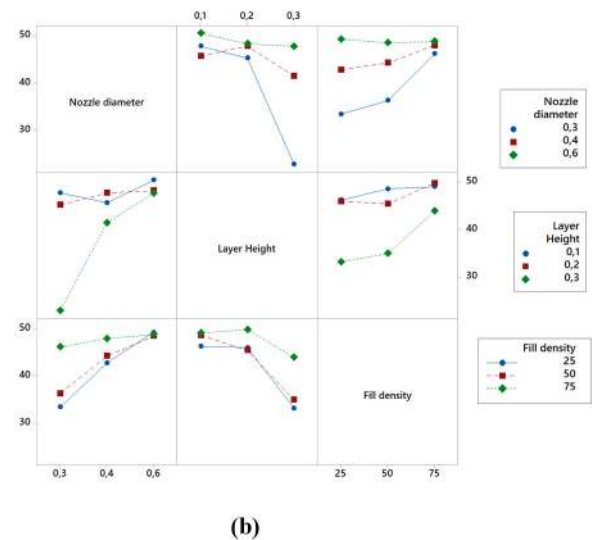 0,1 0,2 0,3
50
40
30
Nozzle diameter
Nozzle
diameter
0,3
0,4
0,6
Layer Height
50
40
30
Layer
Height
0,1
0,2
0,3
50
40
30
Fill density
Fill density
25
50
75
0,3 0,4 0,6
25 50 75
(b)